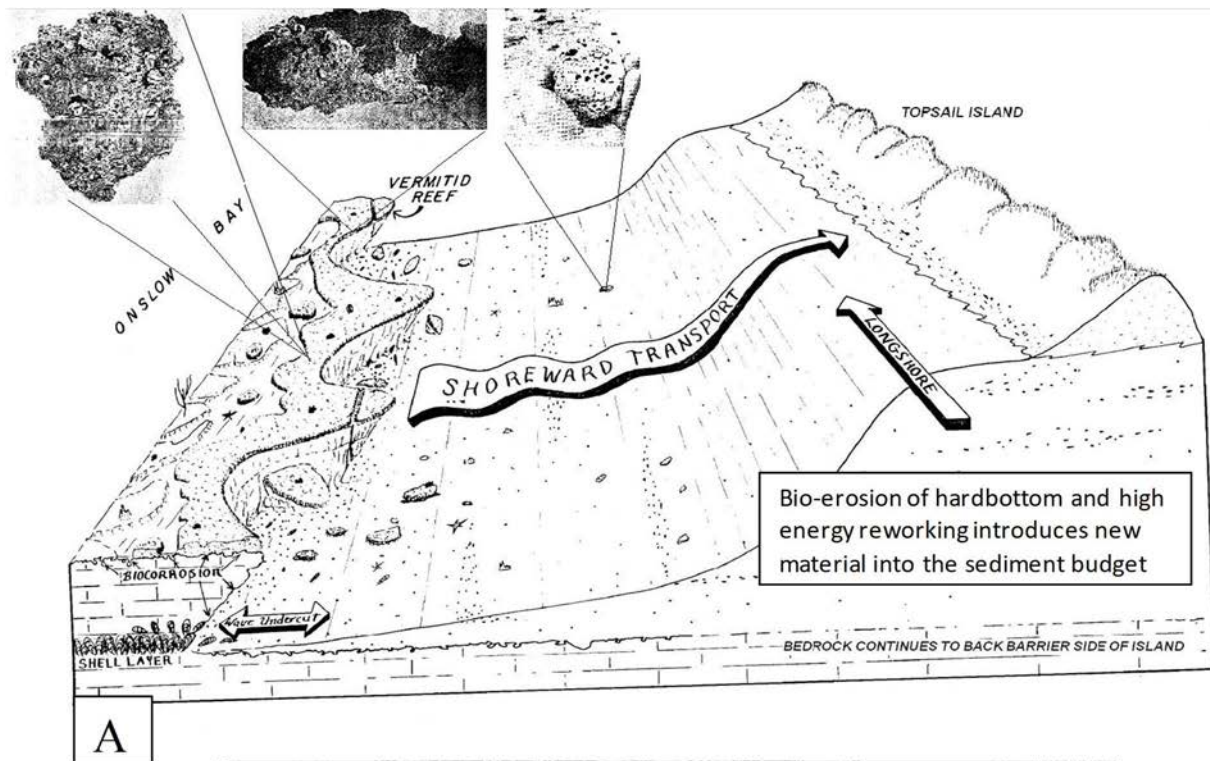 TOPSAIL ISLAND
VERMITID
REEF
ONSLOW BAY
SHOREWARD TRANSPORT
LONGSHORE
Bio-erosion of hardbottom and high
energy reworking introduces new
material into the sediment budget
BIOCORROSION
Wave Undercut
SHELL LAYER
BEDROCK CONTINUES TO BACK BARRIER SIDE OF ISLAND
A